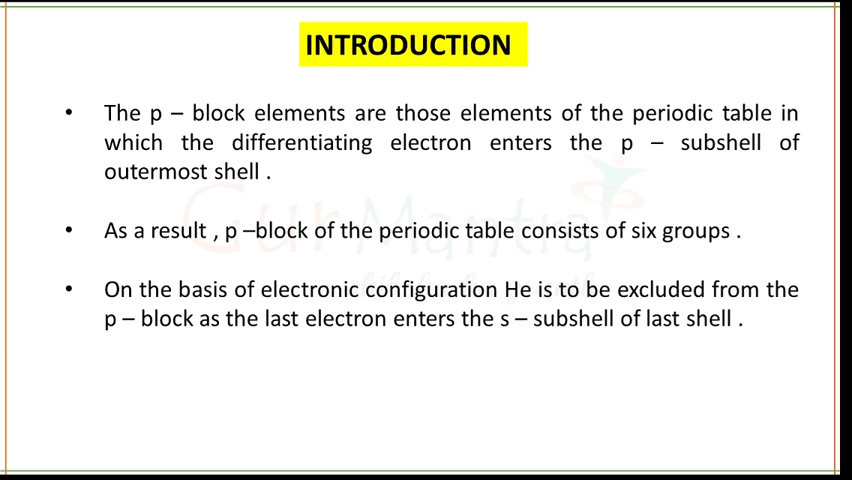 INTRODUCTION
• The p – block elements are those elements of the periodic table in
which the differentiating electron enters the p – subshell of
outermost shell .
• As a result , p –block of the periodic table consists of six groups .
• On the basis of electronic configuration He is to be excluded from the
p – block as the last electron enters the s – subshell of last shell .
Gur Mantra